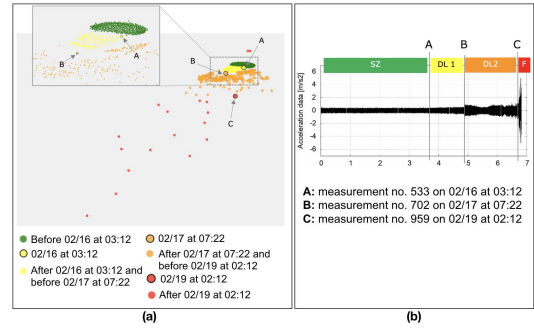 A
B
A
B
C
Before 02/16 at 03:12
02/16 at 03:12
After 02/16 at 03:12 and
before 02/17 at 07:22
02/17 at 07:22
After 02/17 at 07:22 and
before 02/19 at 02:12
02/19 at 02:12
After 02/19 at 02:12
(a)
A B C
SZ DL 1 DL2 F
Acceleration data [m/s2]
6
4
2
0
-2
-4
-6
0 1 2 3 4 5 6 7
A: measurement no. 533 on 02/16 at 03:12
B: measurement no. 702 on 02/17 at 07:22
C: measurement no. 959 on 02/19 at 02:12
(b)